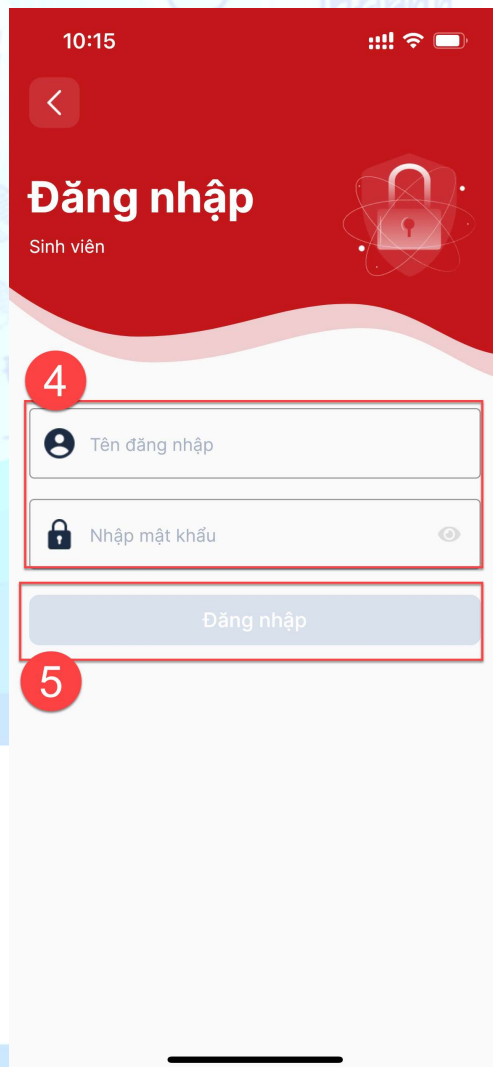 10:15
Đăng nhập
Sinh viên
4
Tên đăng nhập
Nhập mật khẩu
Đăng nhập
5